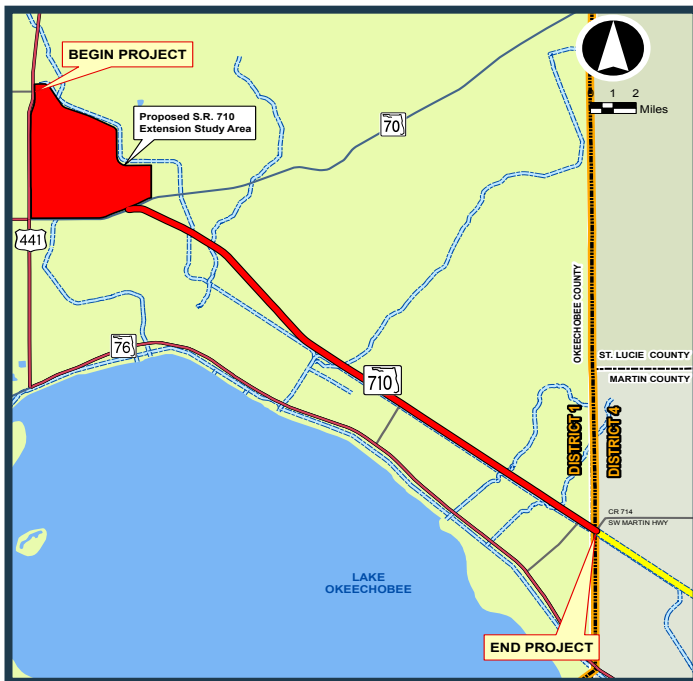 BEGIN PROJECT
0 1 2
Miles
Proposed S.R. 710
Extension Study Area
70
441
OKEECHOBEE COUNTY
76
ST. LUCIE COUNTY
MARTIN COUNTY
710
DISTRICT 1
DISTRICT 4
CR 714
SW MARTIN HWY
LAKE
OKEECHOBEE
END PROJECT